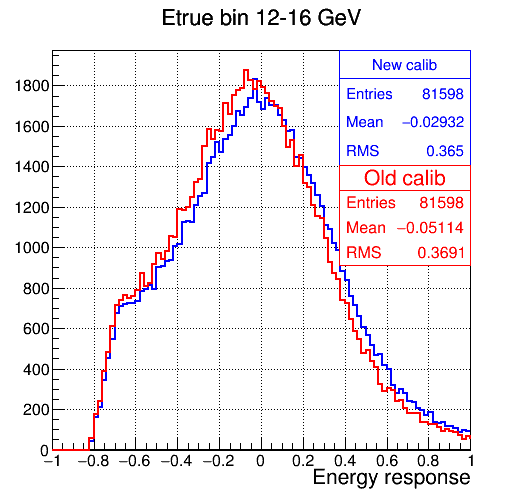 Etrue bin 12-16 GeV
New calib
Entries 81598
Mean −0.02932
RMS 0.365
Old calib
Entries 81598
Mean −0.05114
RMS 0.3691
1800
1600
1400
1200
1000
800
600
400
200
0
−1 −0.8 −0.6 −0.4 −0.2 0 0.2 0.4 0.6 0.8 1
Energy response